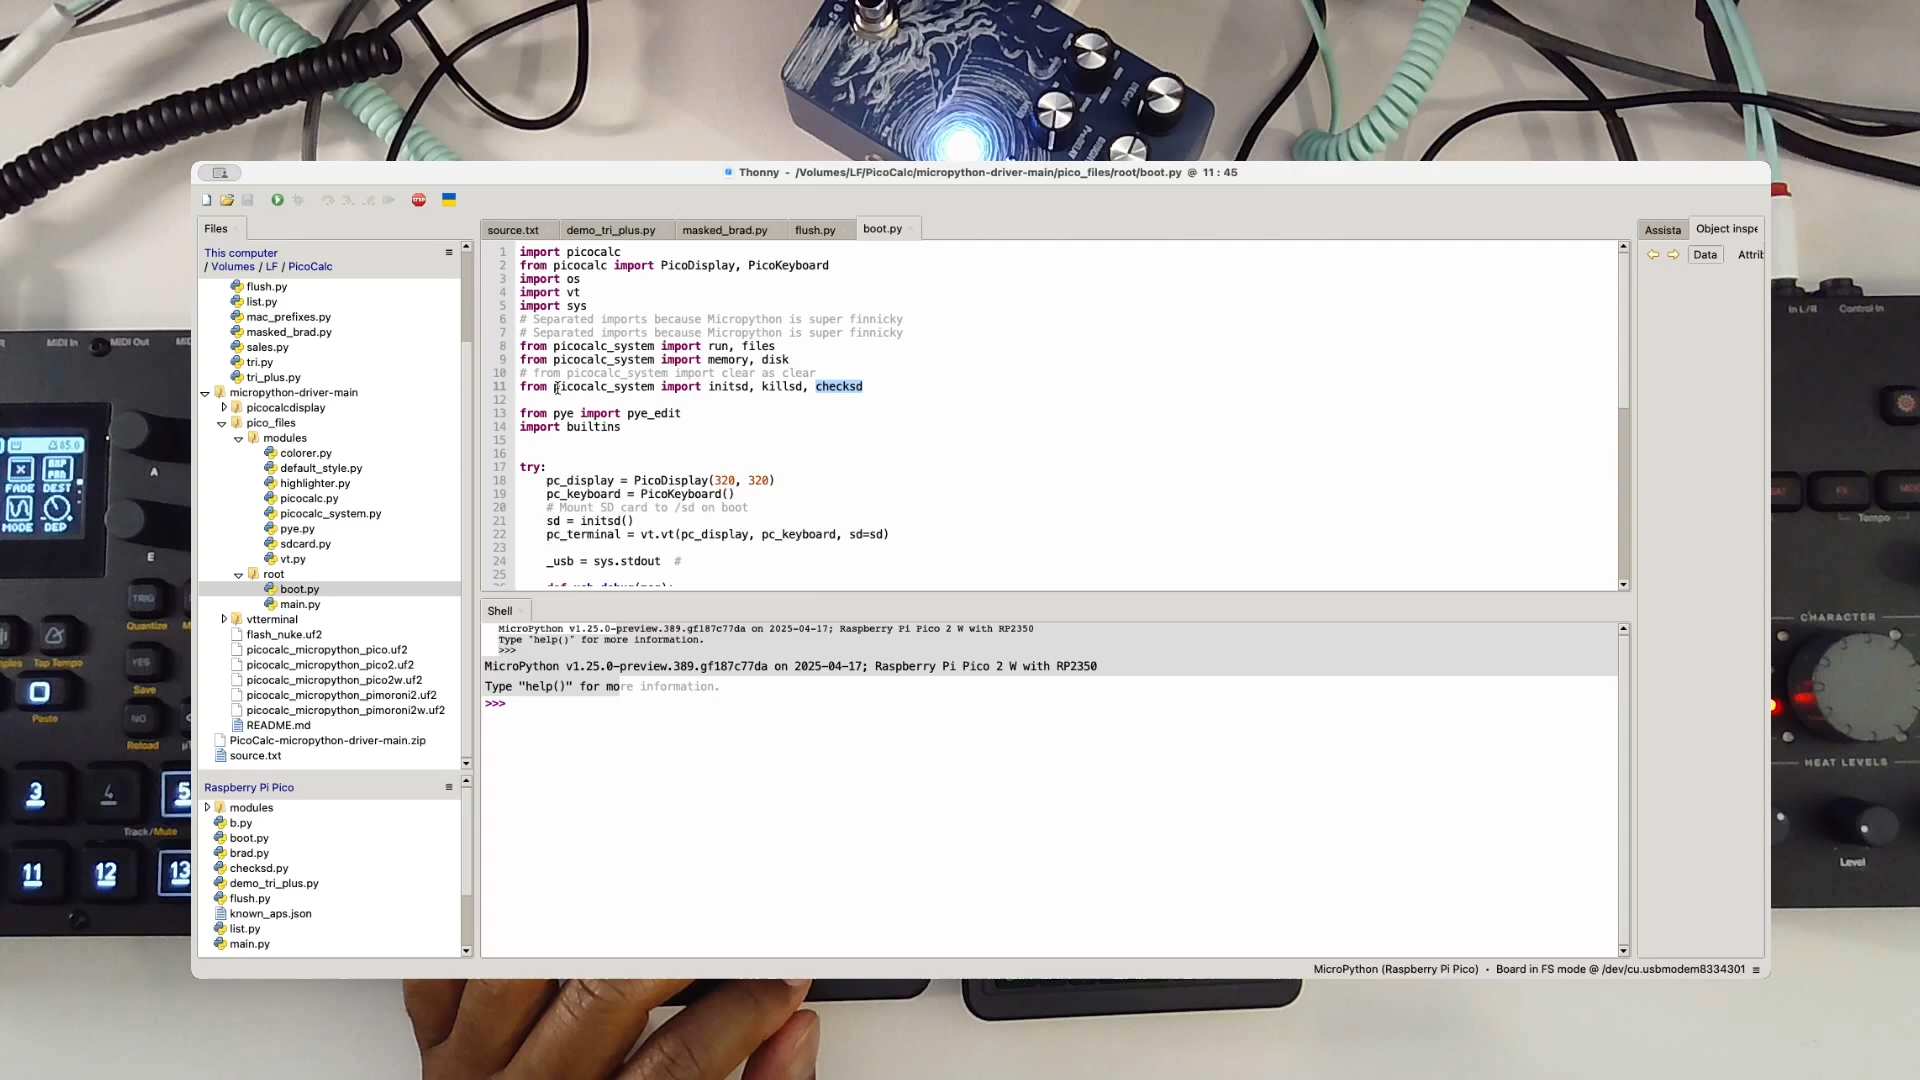 Thonny - /Volumes/LF/PicoCalc/micropython-driver-main/pico_files/root/boot.py @ 11 : 45
Files
This computer
/ Volumes / LF / PicoCalc
flush.py
list.py
mac_prefixes.py
masked_brad.py
sales.py
tri.py
tri_plus.py
micropython-driver-main
picocalcdisplay
pico_files
modules
colorer.py
default_style.py
highlighter.py
picocalc.py
picocalc_system.py
pye.py
sdcard.py
vt.py
root
boot.py
main.py
vtterminal
flash_nuke.uf2
picocalc_micropython_pico.uf2
picocalc_micropython_pico2.uf2
picocalc_micropython_pico2w.uf2
picocalc_micropython_pimoroni2.uf2
picocalc_micropython_pimoroni2w.uf2
README.md
PicoCalc-micropython-driver-main.zip
source.txt
Raspberry Pi Pico
modules
b.py
boot.py
brad.py
checksd.py
demo_tri_plus.py
flush.py
known_aps.json
list.py
main.py
source.txt demo_tri_plus.py masked_brad.py flush.py boot.py
1 import picocalc
2 from picocalc import PicoDisplay, PicoKeyboard
3 import os
4 import vt
5 import sys
6 # Separated imports because Micropython is super finnicky
7 # Separated imports because Micropython is super finnicky
8 from picocalc_system import run, files
9 from picocalc_system import memory, disk
10 # from picocalc_system import clear as clear
11 from picocalc_system import initsd, killsd, checksd
12
13 from pye import pye_edit
14 import builtins
15
16
17 try:
18 pc_display = PicoDisplay(320, 320)
19 pc_keyboard = PicoKeyboard()
20 # Mount SD card to /sd on boot
21 sd = initsd()
22 pc_terminal = vt.vt(pc_display, pc_keyboard, sd=sd)
23
24 _usb = sys.stdout #
25
Shell
MicroPython v1.25.0-preview.389.gf187c77da on 2025-04-17; Raspberry Pi Pico 2 W with RP2350
Type "help()" for more information.
>>>
MicroPython v1.25.0-preview.389.gf187c77da on 2025-04-17; Raspberry Pi Pico 2 W with RP2350
Type "help()" for more information.
>>>
Assista Object inspe
Data Attrib
MicroPython (Raspberry Pi Pico) • Board in FS mode @ /dev/cu.usbmodem8334301
MIDI In MIDI Out
85.0
FADE DEST
MODE DEP
A
E
TRIG
Quantize
Tap Tempo
YES
Save
Paste
NO
Reload
3 4 5
Track/Mute
11 12 13
DECAY
In L/R Control In
FX
Tempo
CHARACTER
HEAT LEVELS
Level